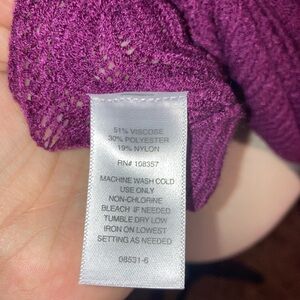 51% VISCOSE
30% POLYESTER
19% NYLON
RN# 108357
MACHINE WASH COLD
USE ONLY
NON-CHLORINE
BLEACH IF NEEDED
TUMBLE DRY LOW
IRON ON LOWEST
SETTING AS NEEDED
08531-6